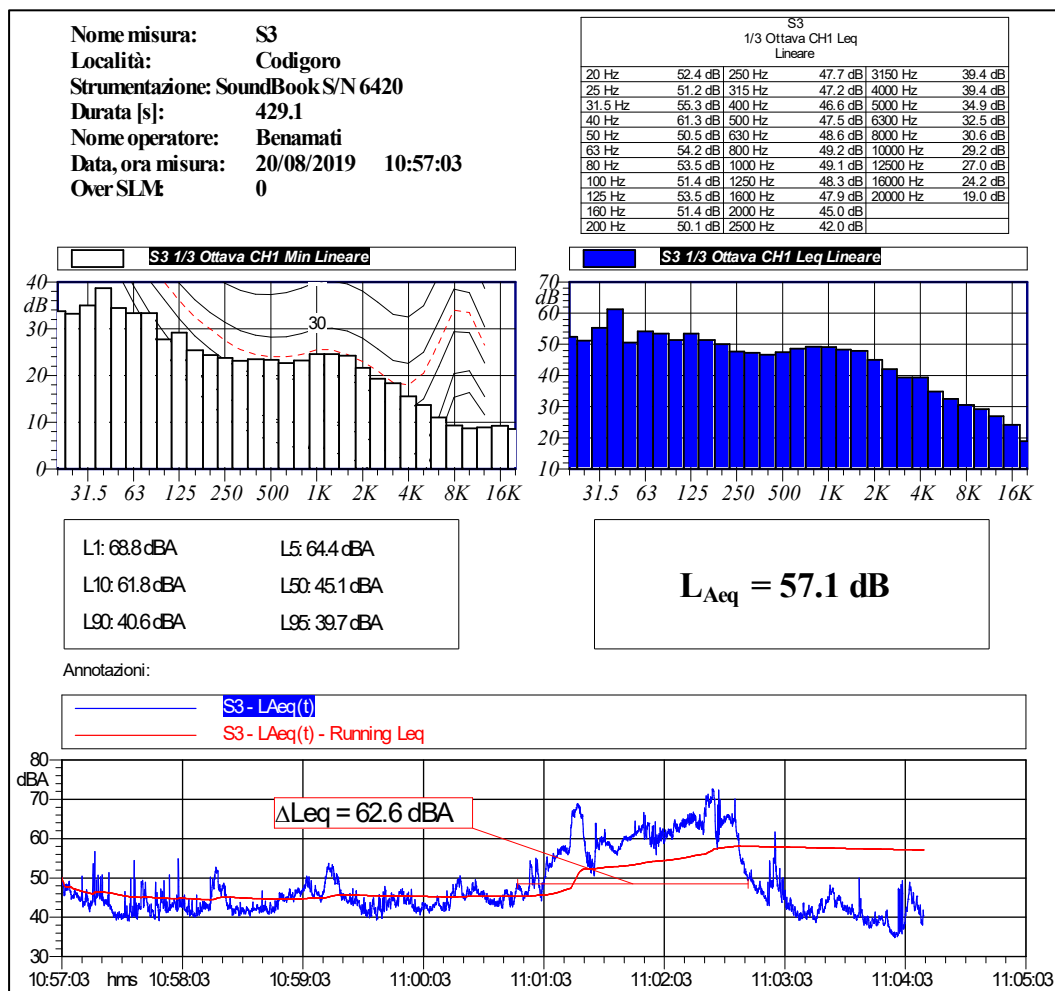 Nome misura: S3
Località: Codigoro
Strumentazione: SoundBook S/N 6420
Durata [s]: 429.1
Nome operatore: Benamati
Data, ora misura: 20/08/2019 10:57:03
Over SLM: 0
S3
1/3 Ottava CH1 Leq
Lineare
20 Hz 52.4 dB 250 Hz 47.7 dB 3150 Hz 39.4 dB
25 Hz 51.2 dB 315 Hz 47.2 dB 4000 Hz 39.4 dB
31.5 Hz 55.3 dB 400 Hz 46.6 dB 5000 Hz 34.9 dB
40 Hz 61.3 dB 500 Hz 47.5 dB 6300 Hz 32.5 dB
50 Hz 50.5 dB 630 Hz 48.6 dB 8000 Hz 30.6 dB
63 Hz 54.2 dB 800 Hz 49.2 dB 10000 Hz 29.2 dB
80 Hz 53.5 dB 1000 Hz 49.1 dB 12500 Hz 27.0 dB
100 Hz 51.4 dB 1250 Hz 48.3 dB 16000 Hz 24.2 dB
125 Hz 53.5 dB 1600 Hz 47.9 dB 20000 Hz 19.0 dB
160 Hz 51.4 dB 2000 Hz 45.0 dB
200 Hz 50.1 dB 2500 Hz 42.0 dB
S3 1/3 Ottava CH1 Min Lineare
40
dB
30
20
10
0
30
31.5 63 125 250 500 1K 2K 4K 8K 16K
S3 1/3 Ottava CH1 Leq Lineare
70
dB
60
50
40
30
20
10
31.5 63 125 250 500 1K 2K 4K 8K 16K
L1: 68.8 dBA L5: 64.4 dBA
L10: 61.8 dBA L50: 45.1 dBA
L90: 40.6 dBA L95: 39.7 dBA
LAeq = 57.1 dB
Annotazioni:
S3 - LAeq(t)
S3 - LAeq(t) - Running Leq
80
dBA
70
60
50
40
30
ΔLeq = 62.6 dBA
10:57:03 hms 10:58:03 10:59:03 11:00:03 11:01:03 11:02:03 11:03:03 11:04:03 11:05:03